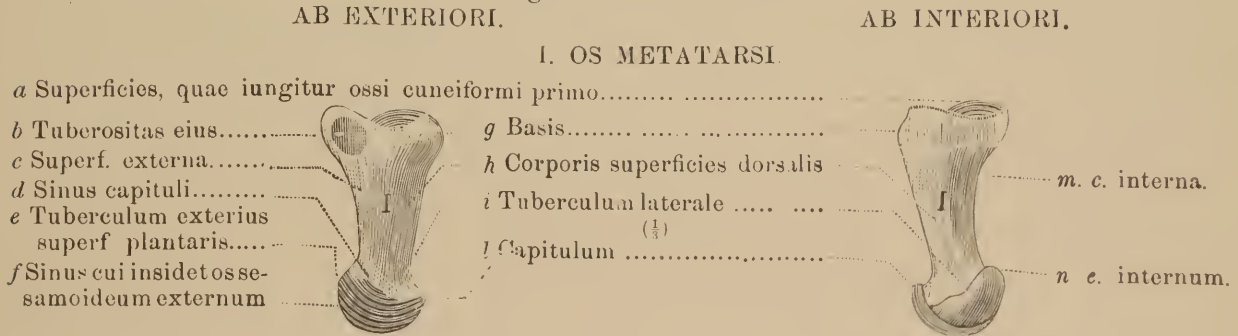 AB EXTERIORI.
AB INTERIORI.
I. OS METATARSI
a Superficies, quae iungitur ossi cuneiformi primo
b Tuberositas eius
c Superf. externa
d Sinus capituli
e Tuberculum exterius
superf plantaris
f Sinus cui insidet os se-
samoideum externum
g Basis
h Corporis superficies dorsalis
i Tuberculum laterale
(1/3)
l Capitulum
I
I
m. c. interna.
n e. internum.